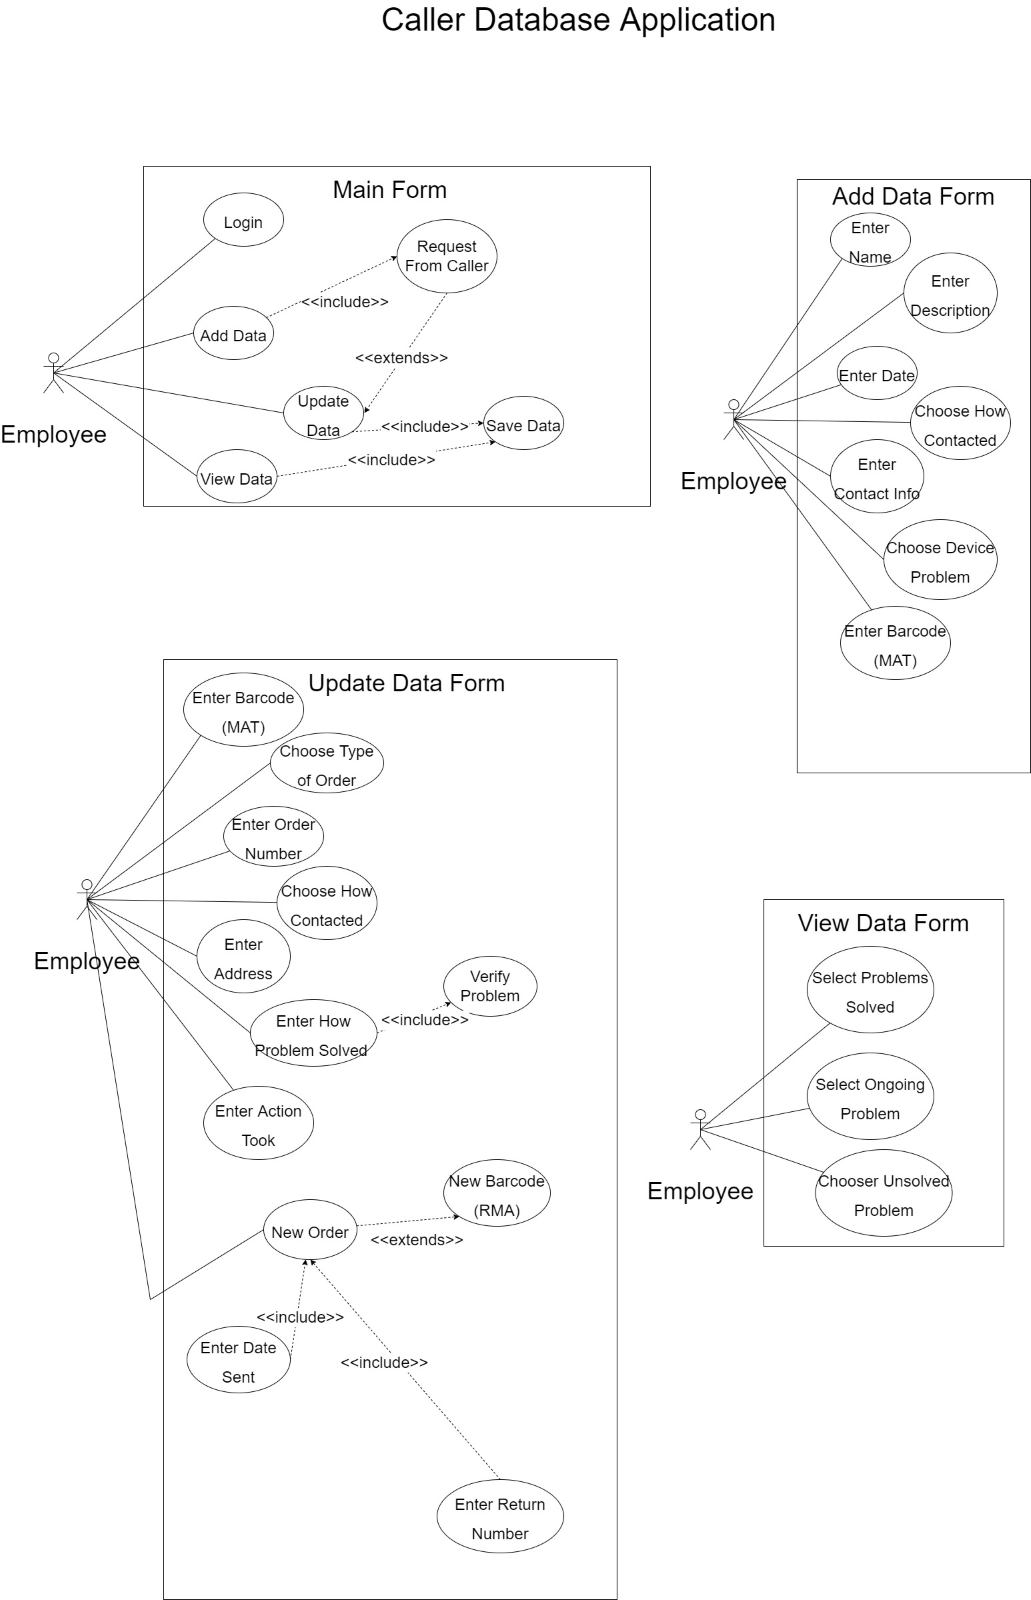 Caller Database Application
Main Form
Login
Request
From Caller
<<include>>
Add Data
<<extends>>
Update
Data
<<include>>
Save Data
<<include>>
View Data
Employee
Add Data Form
Enter
Name
Enter
Description
Enter Date
Choose How
Contacted
Enter
Contact Info
Employee
Choose Device
Problem
Enter Barcode
(MAT)
Update Data Form
Enter Barcode
(MAT)
Choose Type
of Order
Enter Order
Number
Choose How
Contacted
Enter
Address
Employee
Verify
Problem
<<include>>
Enter How
Problem Solved
Enter Action
Took
New Barcode
(RMA)
New Order
<<extends>>
<<include>>
Enter Date
Sent
<<include>>
Enter Return
Number
View Data Form
Select Problems
Solved
Select Ongoing
Problem
Chooser Unsolved
Problem
Employee